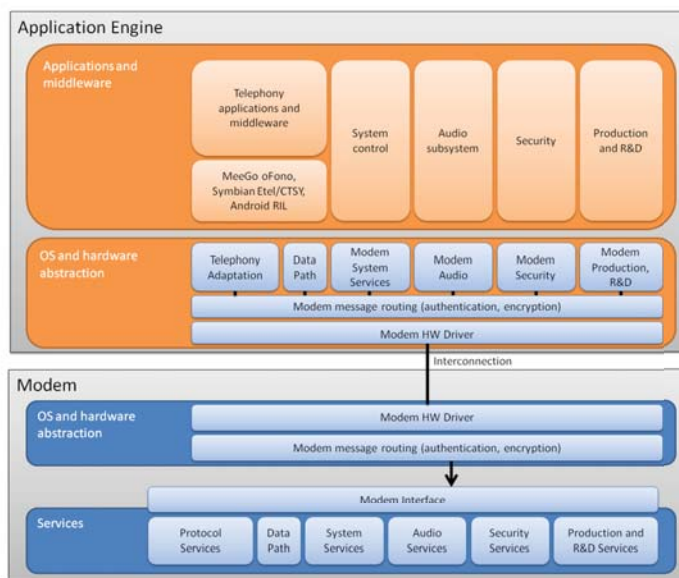 Application Engine
Applications and
middleware
Telephony
applications and
middleware
MeeGo oFono,
Symbian Etel/CTSY,
Android RIL
System
control
Audio
subsystem
Security
Production
and R&D
OS and hardware
abstraction
Telephony
Adaptation
Data
Path
Modem
System
Services
Modem
Audio
Modem
Security
Modem
Production,
R&D
Modem message routing (authentication, encryption)
Modem HW Driver
Interconnection
Modem
OS and hardware
abstraction
Modem HW Driver
Modem message routing (authentication, encryption)
Modem Interface
Services
Protocol
Services
Data
Path
System
Services
Audio
Services
Security
Services
Production and
R&D Services